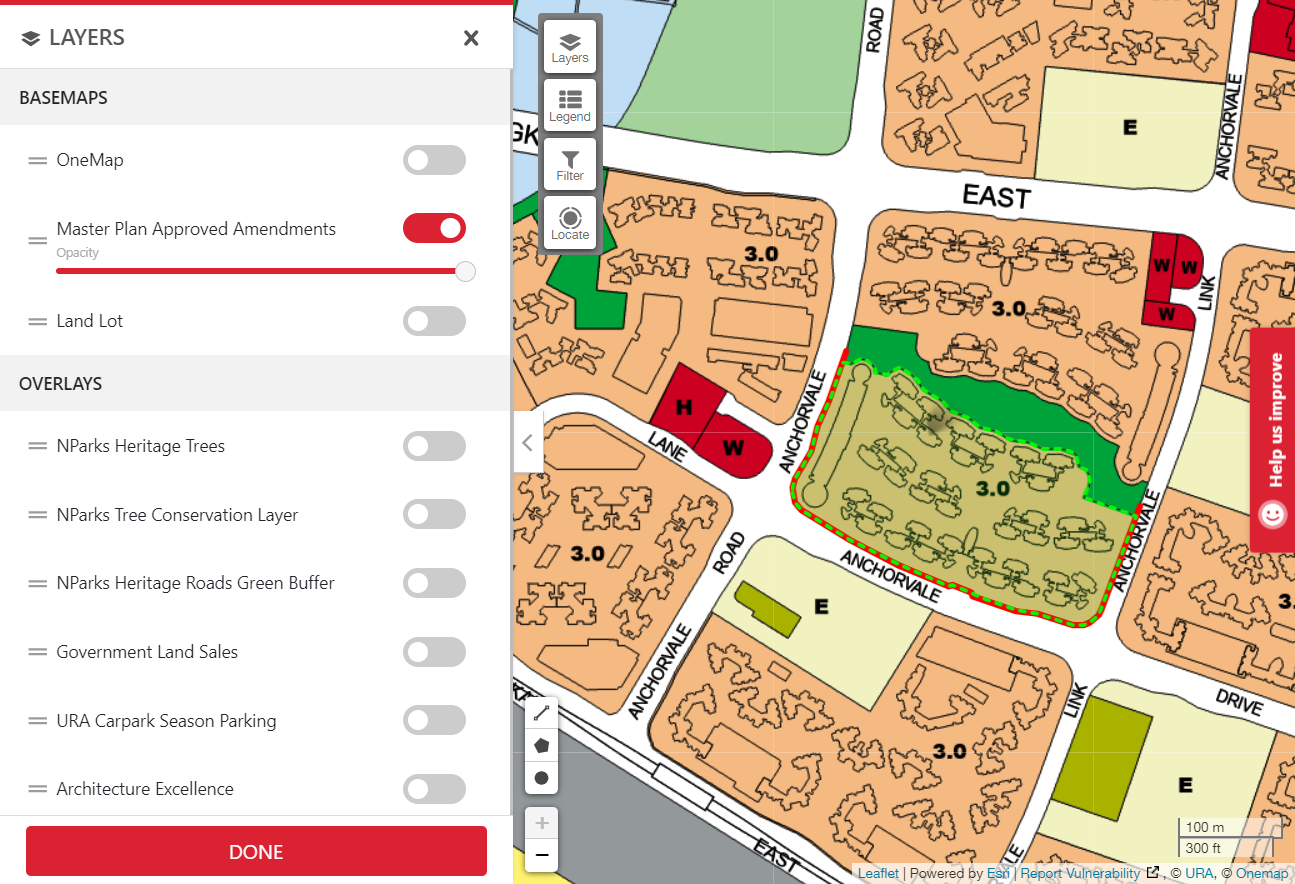 LAYERS
BASEMAPS
OneMap
Master Plan Approved Amendments
Opacity
Land Lot
OVERLAYS
NParks Heritage Trees
NParks Tree Conservation Layer
NParks Heritage Roads Green Buffer
Government Land Sales
URA Carpark Season Parking
Architecture Excellence
DONE
Layers
Legend
Filter
Locate
ROAD
E
ANCHORVALE
EAST
3.0
W
W
W
LINK
3.0
H
W
LANE
ANCHORVALE
3.0
ANCHORVALE
3.0
ROAD
ANCHORVALE
E
ANCHORVALE
LINK
DRIVE
3.0
E
EAST
Help us improve
100 m
300 ft
Leaflet | Powered by Esri | Report Vulnerability , © URA, © Onemap